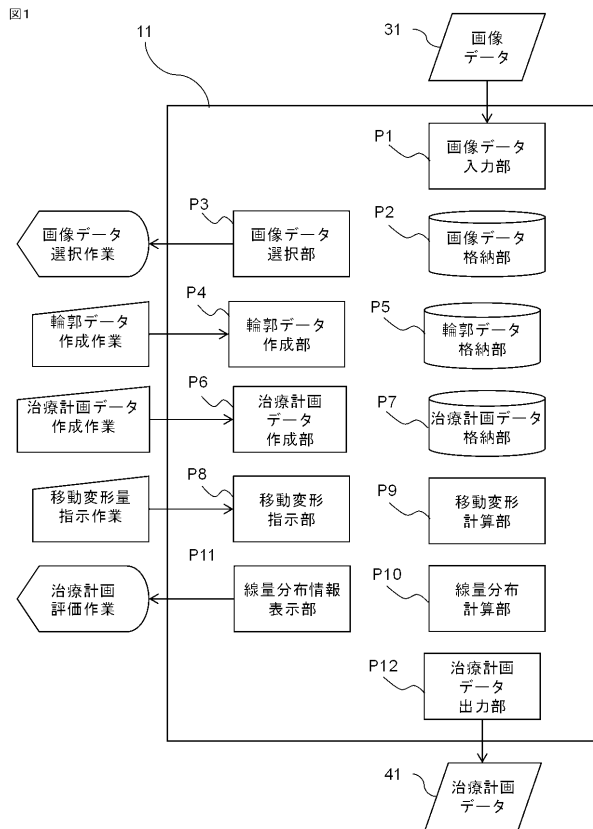 図1
11
31
画像
データ
P1
画像データ
入力部
P3
画像データ
選択部
P2
画像データ
格納部
画像データ
選択作業
P4
輪郭データ
作成部
P5
輪郭データ
格納部
輪郭データ
作成作業
P6
治療計画
データ
作成部
P7
治療計画データ
格納部
治療計画データ
作成作業
P8
移動変形
指示部
P9
移動変形
計算部
移動変形量
指示作業
P11
線量分布情報
表示部
P10
線量分布
計算部
治療計画
評価作業
P12
治療計画
データ
出力部
41
治療計画
データ